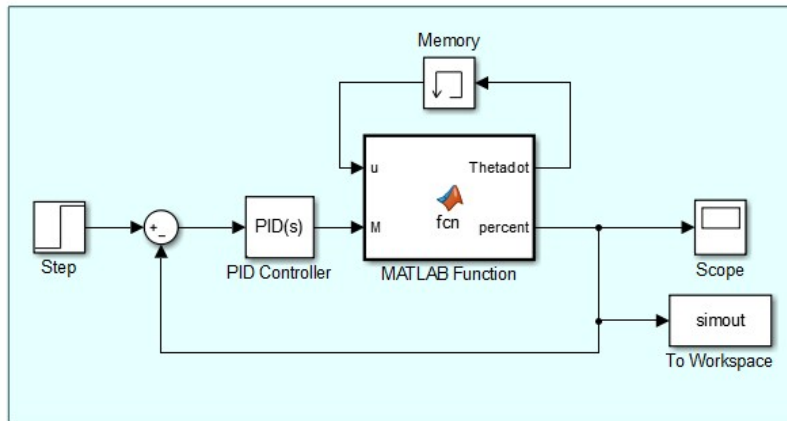 Memory
u
Thetadot
fcn
M
percent
MATLAB Function
Step
+
−
PID(s)
PID Controller
Scope
simout
To Workspace